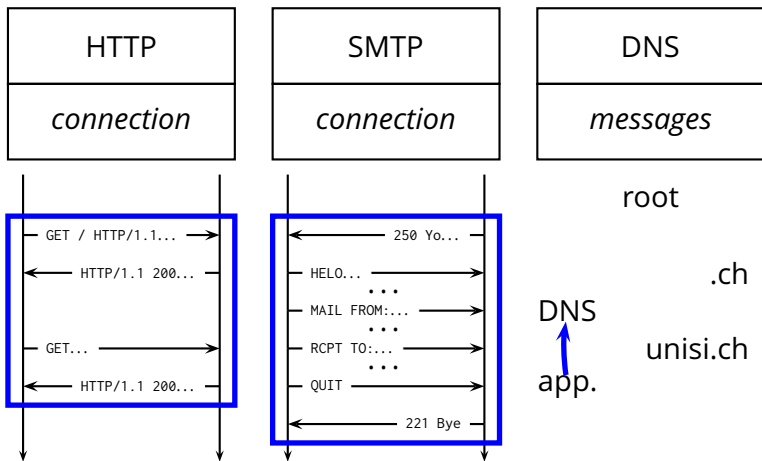 HTTP
connection
GET / HTTP/1.1...
HTTP/1.1 200...
GET...
HTTP/1.1 200...
SMTP
connection
250 Yo...
HELO...
...
MAIL FROM:...
...
RCPT TO:...
...
QUIT
221 Bye
DNS
messages
root
.ch
DNS
unisi.ch
app.